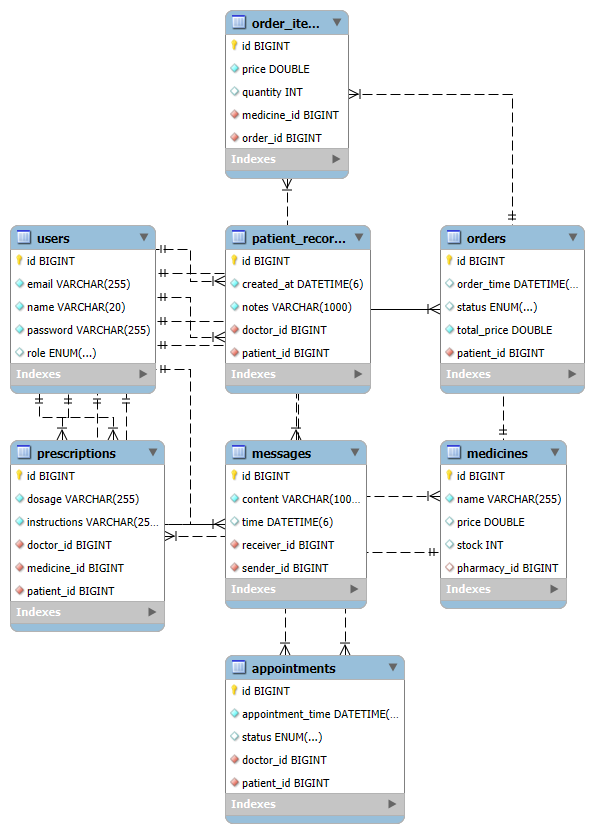 order_ite...
id BIGINT
price DOUBLE
quantity INT
medicine_id BIGINT
order_id BIGINT
Indexes
users
id BIGINT
email VARCHAR(255)
name VARCHAR(20)
password VARCHAR(255)
role ENUM(...)
Indexes
patient_recor...
id BIGINT
created_at DATETIME(6)
notes VARCHAR(1000)
doctor_id BIGINT
patient_id BIGINT
Indexes
orders
id BIGINT
order_time DATETIME(...
status ENUM(...)
total_price DOUBLE
patient_id BIGINT
Indexes
prescriptions
id BIGINT
dosage VARCHAR(255)
instructions VARCHAR(25...
doctor_id BIGINT
medicine_id BIGINT
patient_id BIGINT
Indexes
messages
id BIGINT
content VARCHAR(100...
time DATETIME(6)
receiver_id BIGINT
sender_id BIGINT
Indexes
medicines
id BIGINT
name VARCHAR(255)
price DOUBLE
stock INT
pharmacy_id BIGINT
Indexes
appointments
id BIGINT
appointment_time DATETIME(...
status ENUM(...)
doctor_id BIGINT
patient_id BIGINT
Indexes